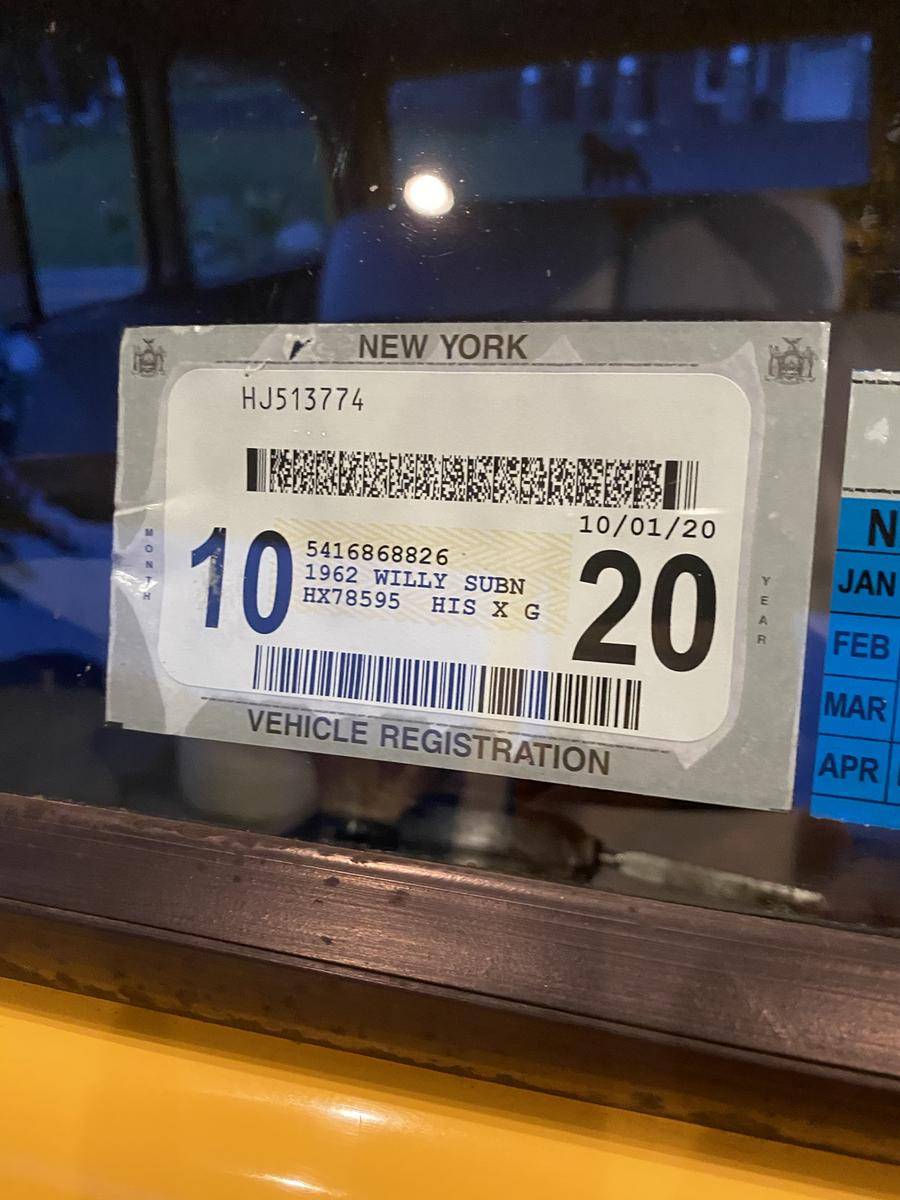 NEW YORK
HJ513774
10/01/20
MONTH
10
5416868826
1962 WILLY SUBN
HX78595 HIS X G
20
YEAR
VEHICLE REGISTRATION
N
JAN
FEB
MAR
APR